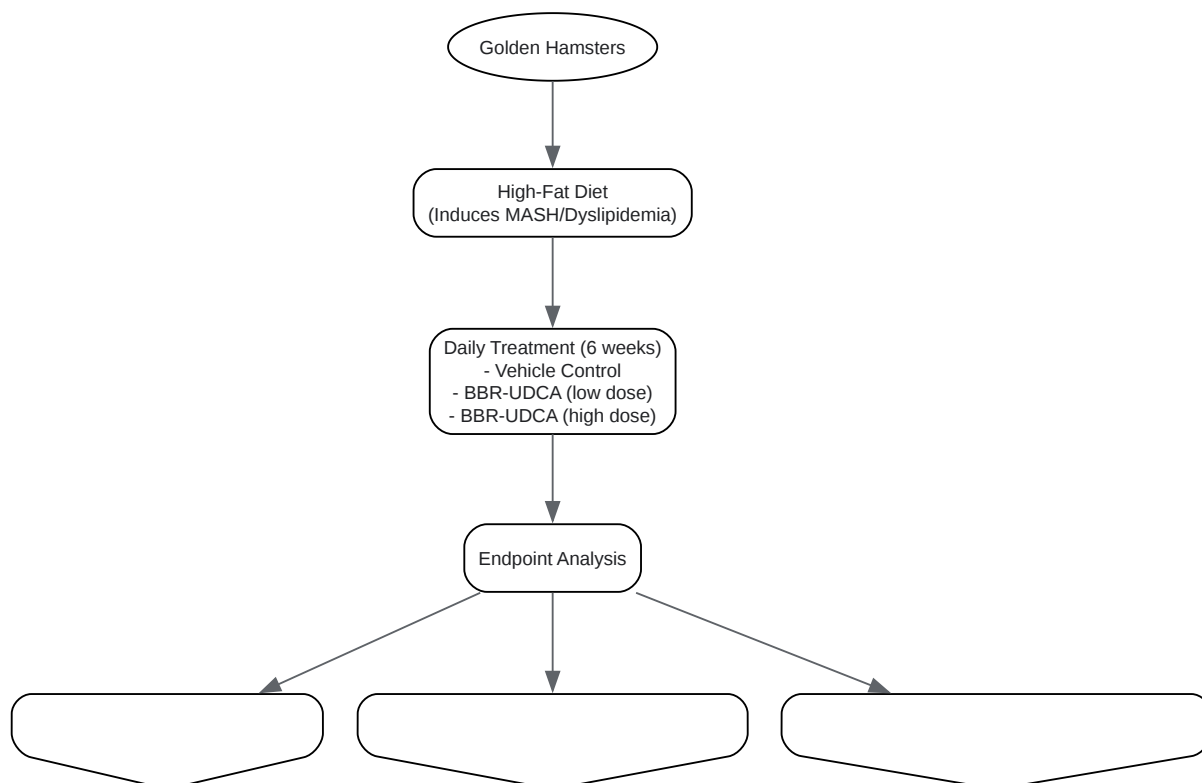 Golden Hamsters
High-Fat Diet
(Induces MASH/Dyslipidemia)
Daily Treatment (6 weeks)
- Vehicle Control
- BBR-UDCA (low dose)
- BBR-UDCA (high dose)
Endpoint Analysis